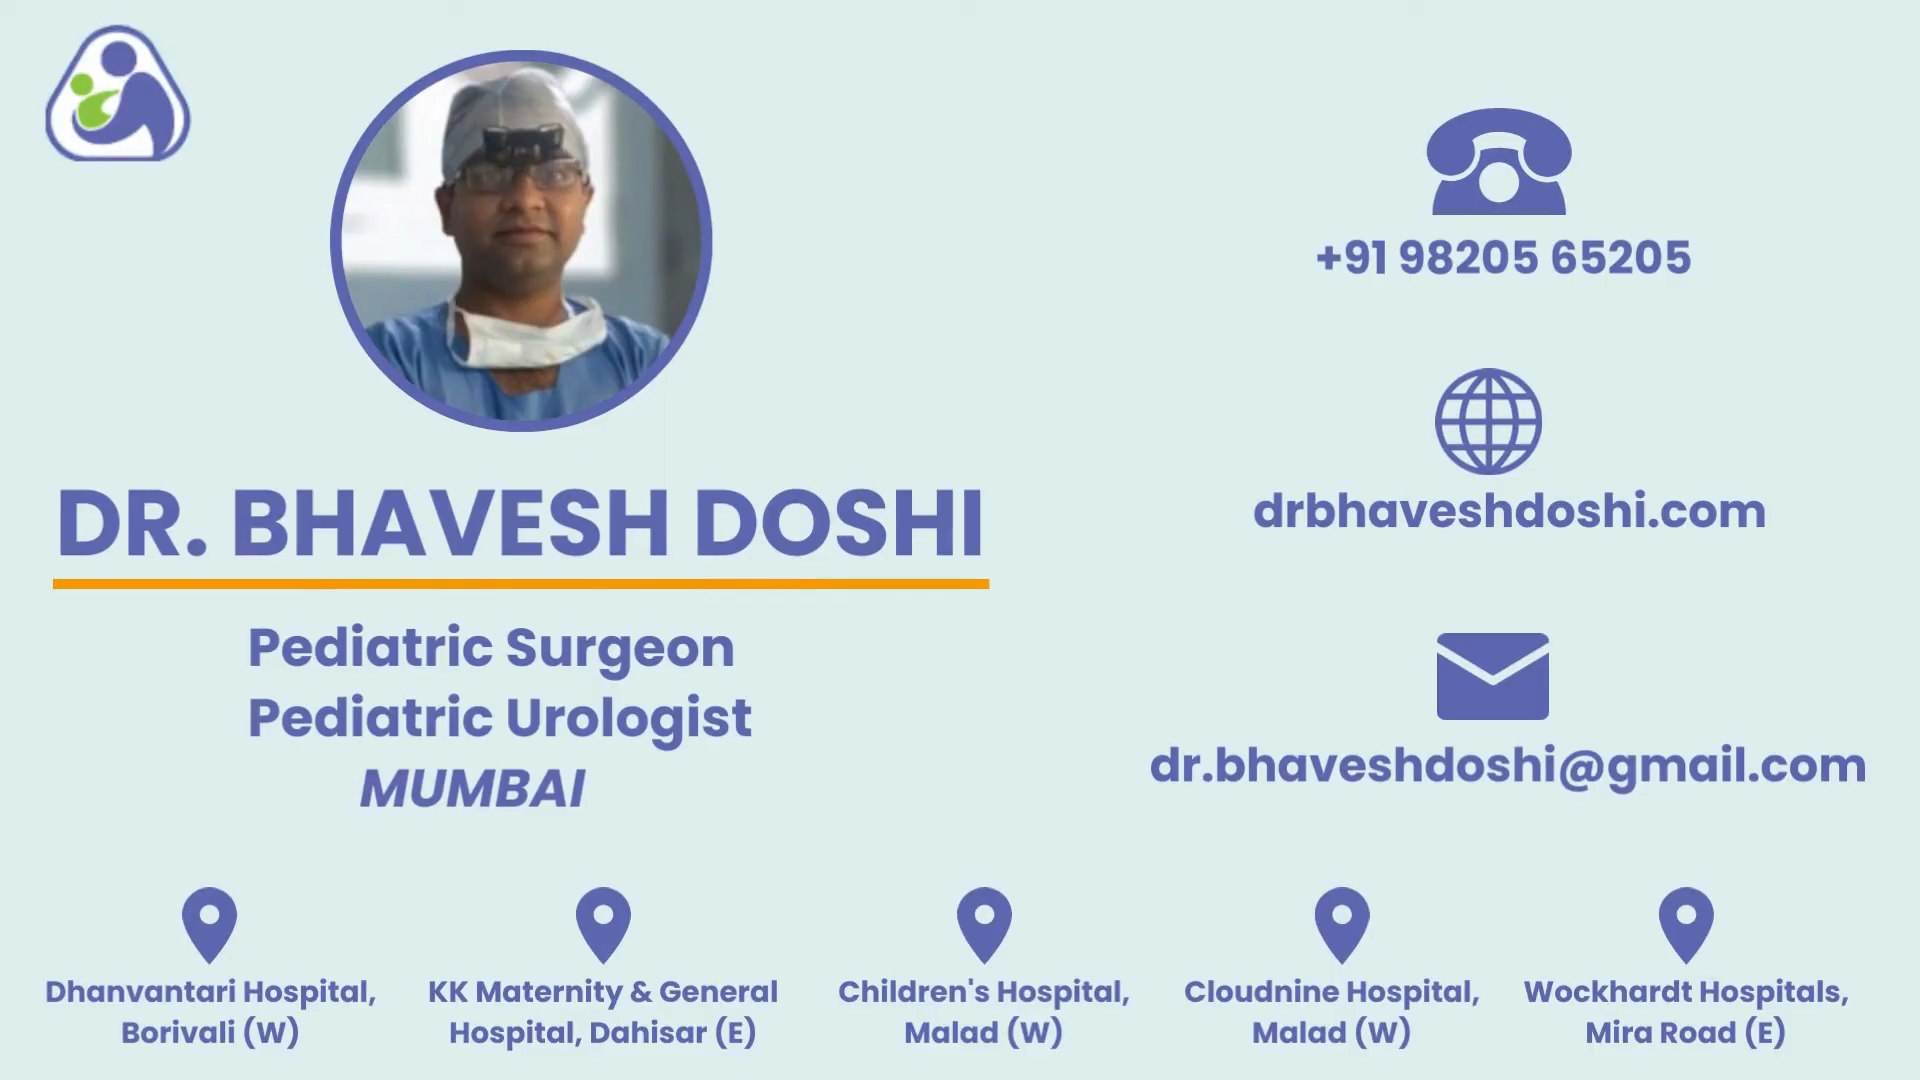 DR. BHAVESH DOSHI
Pediatric Surgeon
Pediatric Urologist
MUMBAI
+91 98205 65205
drbhaveshdoshi.com
dr.bhaveshdoshi@gmail.com
Dhanvantari Hospital,
Borivali (W)
KK Maternity & General
Hospital, Dahisar (E)
Children's Hospital,
Malad (W)
Cloudnine Hospital,
Malad (W)
Wockhardt Hospitals,
Mira Road (E)